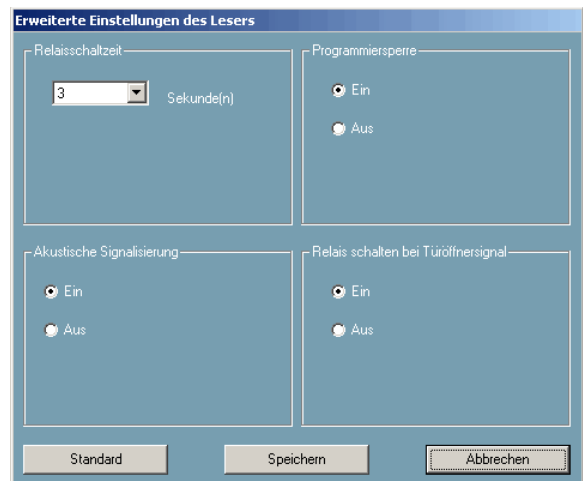 Erweiterte Einstellungen des Lesers
Relaisschaltzeit
3
Sekunde(n)
Programmiersperre
Ein
Aus
Akustische Signalisierung
Ein
Aus
Relais schalten bei Türöffnersignal
Ein
Aus
Standard
Speichern
Abbrechen